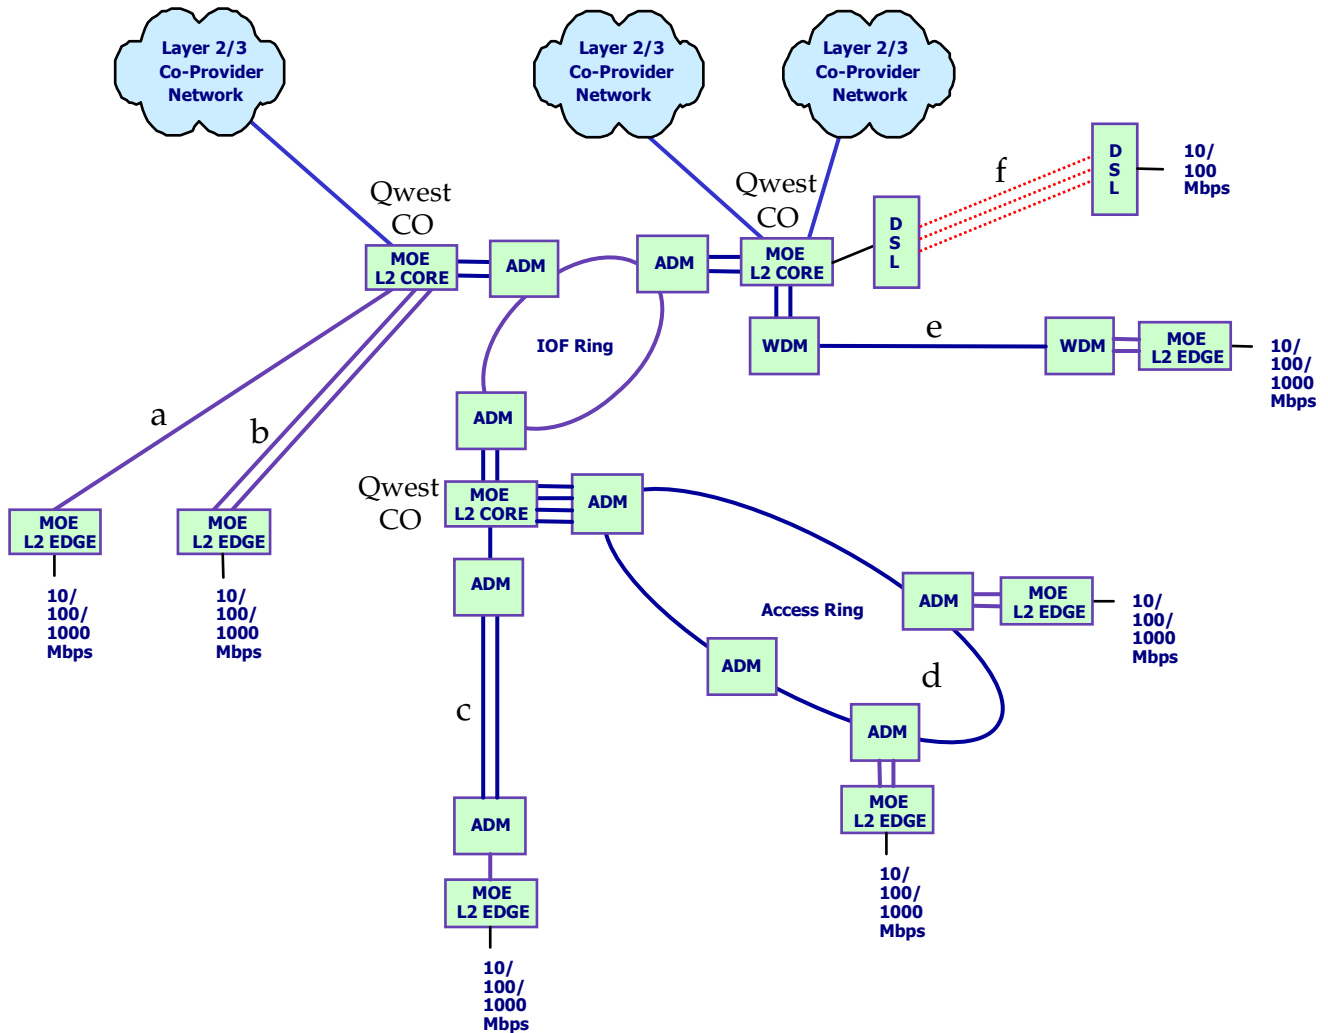 Layer 2/3
Co-Provider
Network
Layer 2/3
Co-Provider
Network
Layer 2/3
Co-Provider
Network
Qwest
CO
MOE
L2 CORE
ADM
ADM
Qwest
CO
MOE
L2 CORE
D
S
L
f
D
S
L
10/
100
Mbps
IOF Ring
WDM
e
WDM
MOE
L2 EDGE
10/
100/
1000
Mbps
a
b
ADM
Qwest
CO
MOE
L2 CORE
ADM
MOE
L2 EDGE
10/
100/
1000
Mbps
MOE
L2 EDGE
10/
100/
1000
Mbps
ADM
Access Ring
ADM
MOE
L2 EDGE
10/
100/
1000
Mbps
ADM
d
c
ADM
MOE
L2 EDGE
10/
100/
1000
Mbps
ADM
MOE
L2 EDGE
10/
100/
1000
Mbps